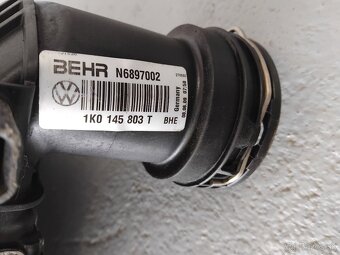 BEHR N6897002
1K0 145 803 T BHE
Germany